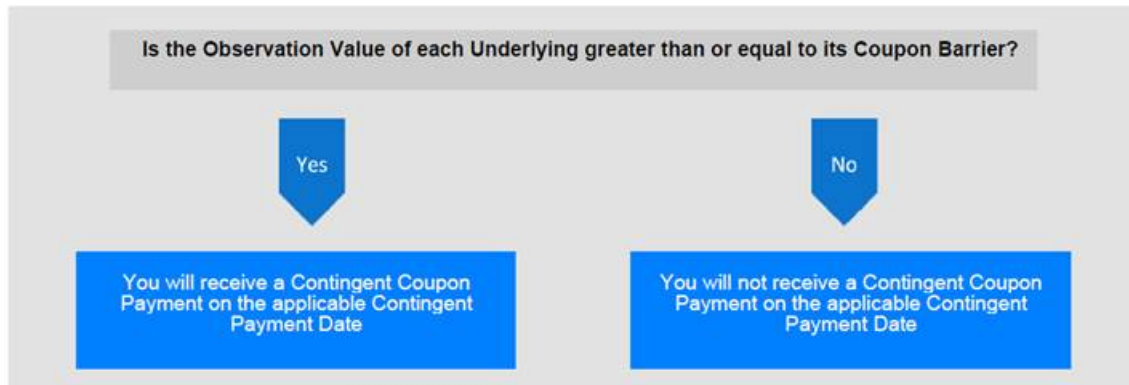 Is the Observation Value of each Underlying greater than or equal to its Coupon Barrier?
Yes
No
You will receive a Contingent Coupon
Payment on the applicable Contingent
Payment Date
You will not receive a Contingent Coupon
Payment on the applicable Contingent
Payment Date